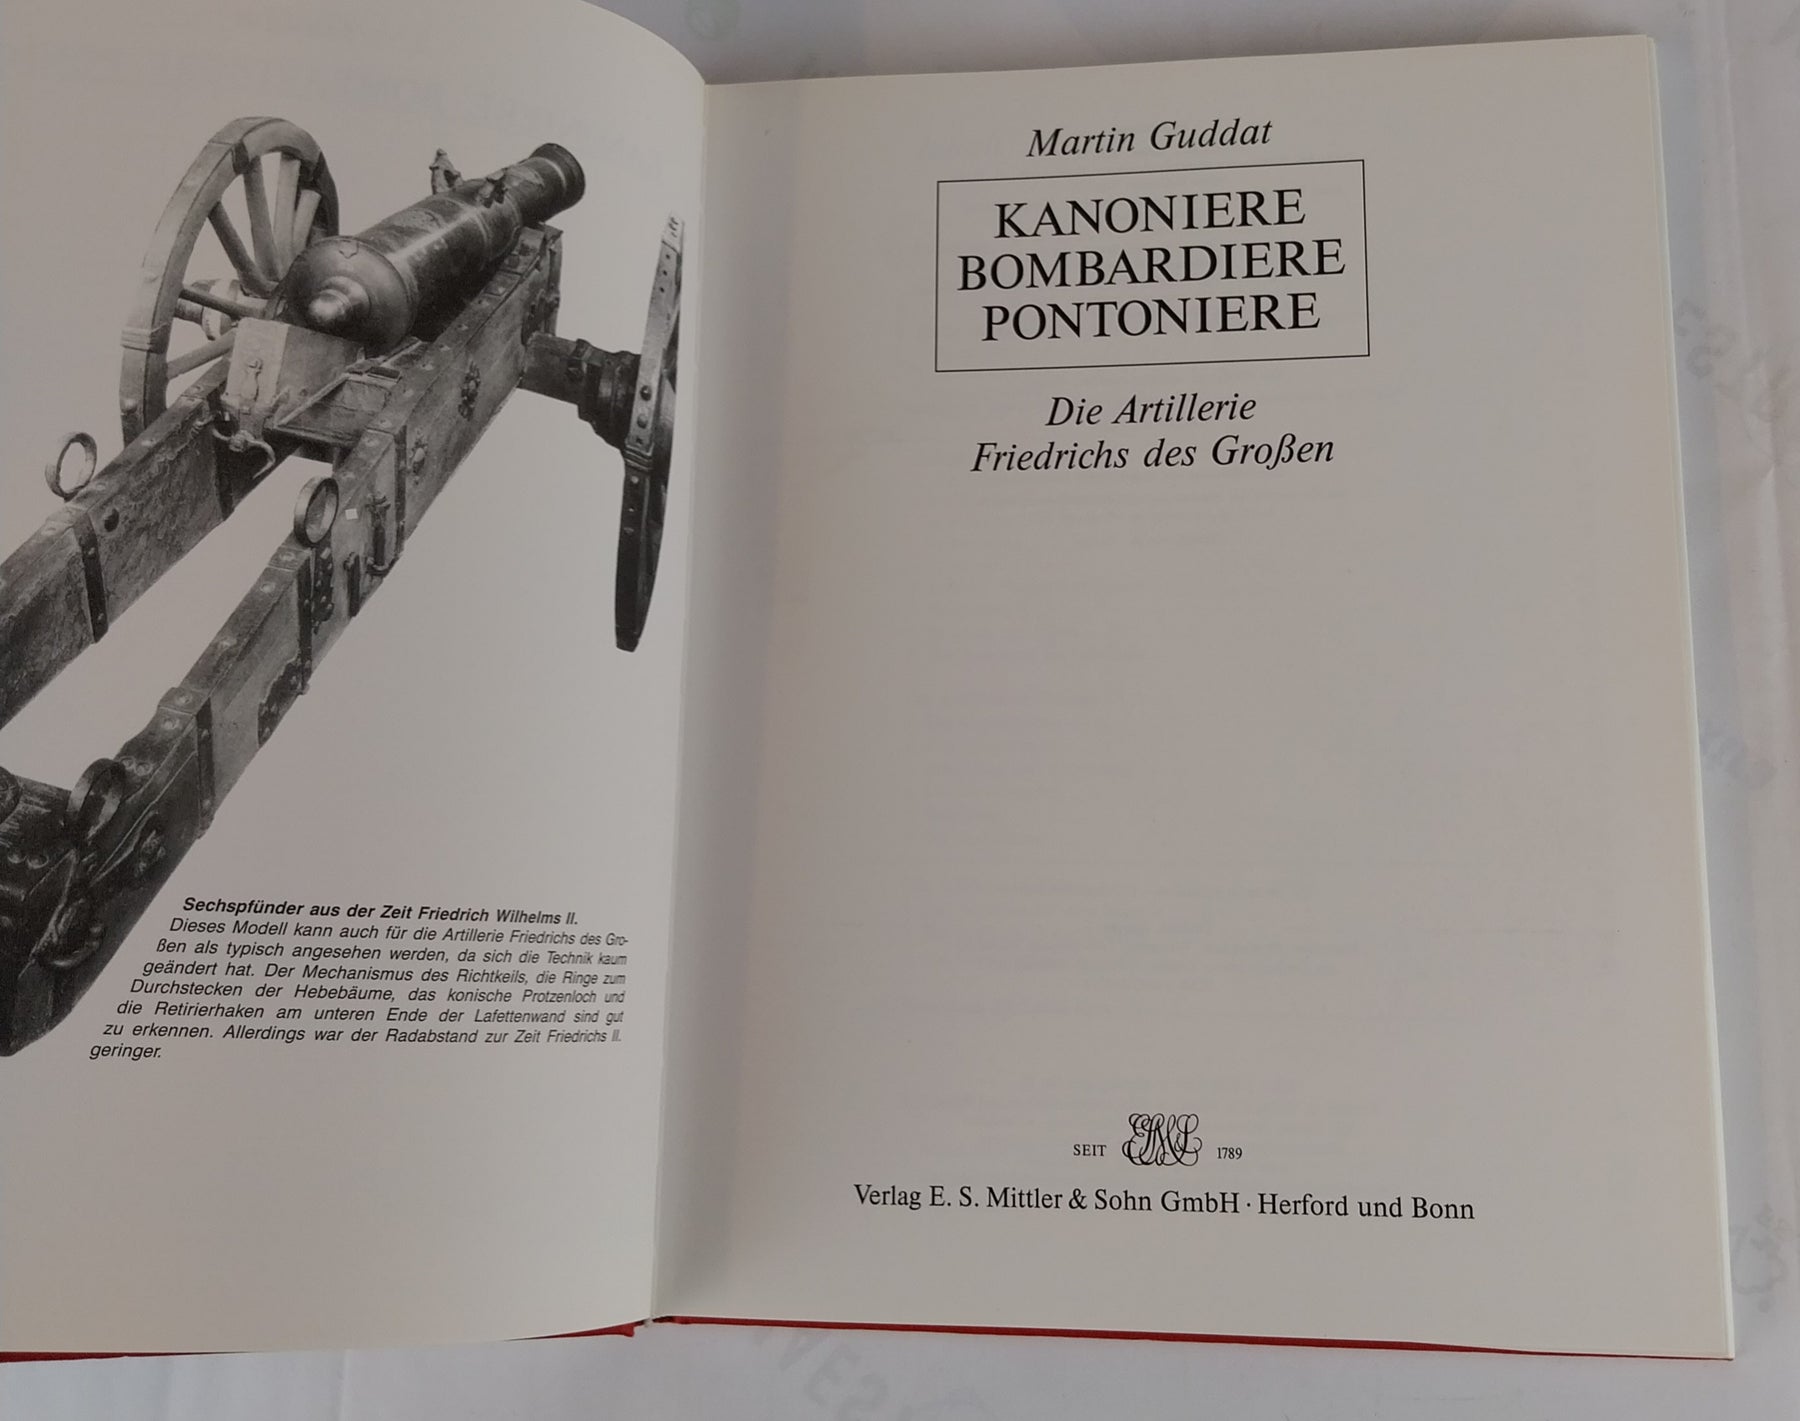 Sechspfünder aus der Zeit Friedrich Wilhelms II.
Dieses Modell kann auch für die Artillerie Friedrichs des Gro-
ßen als typisch angesehen werden, da sich die Technik kaum
geändert hat. Der Mechanismus des Richtkeils, die Ringe zum
Durchstecken der Hebebäume, das konische Protzenloch und
die Retirierhaken am unteren Ende der Lafettenwand sind gut
zu erkennen. Allerdings war der Radabstand zur Zeit Friedrichs II.
geringer.
Martin Guddat
KANONIERE
BOMBARDIERE
PONTONIERE
Die Artillerie
Friedrichs des Großen
SEIT 1789
Verlag E. S. Mittler & Sohn GmbH · Herford und Bonn